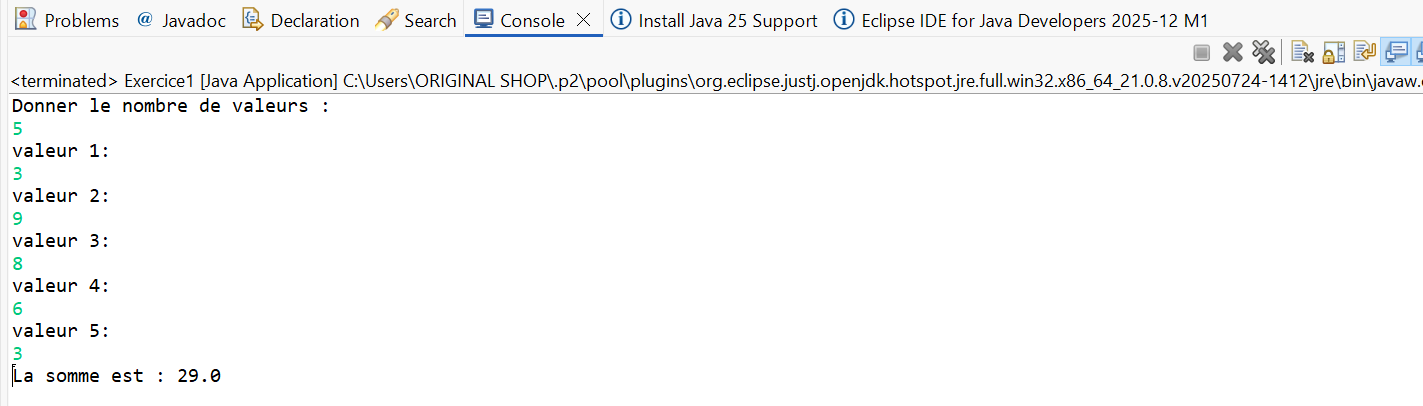 Problems @ Javadoc Declaration Search Console Install Java 25 Support Eclipse IDE for Java Developers 2025-12 M1
<terminated> Exercice1 [Java Application] C:\Users\ORIGINAL SHOP\.p2\pool\plugins\org.eclipse.justj.openjdk.hotspot.jre.full.win32.x86_64_21.0.8.v20250724-1412\jre\bin\javaw.
Donner le nombre de valeurs :
5
valeur 1:
3
valeur 2:
9
valeur 3:
8
valeur 4:
6
valeur 5:
3
La somme est : 29.0